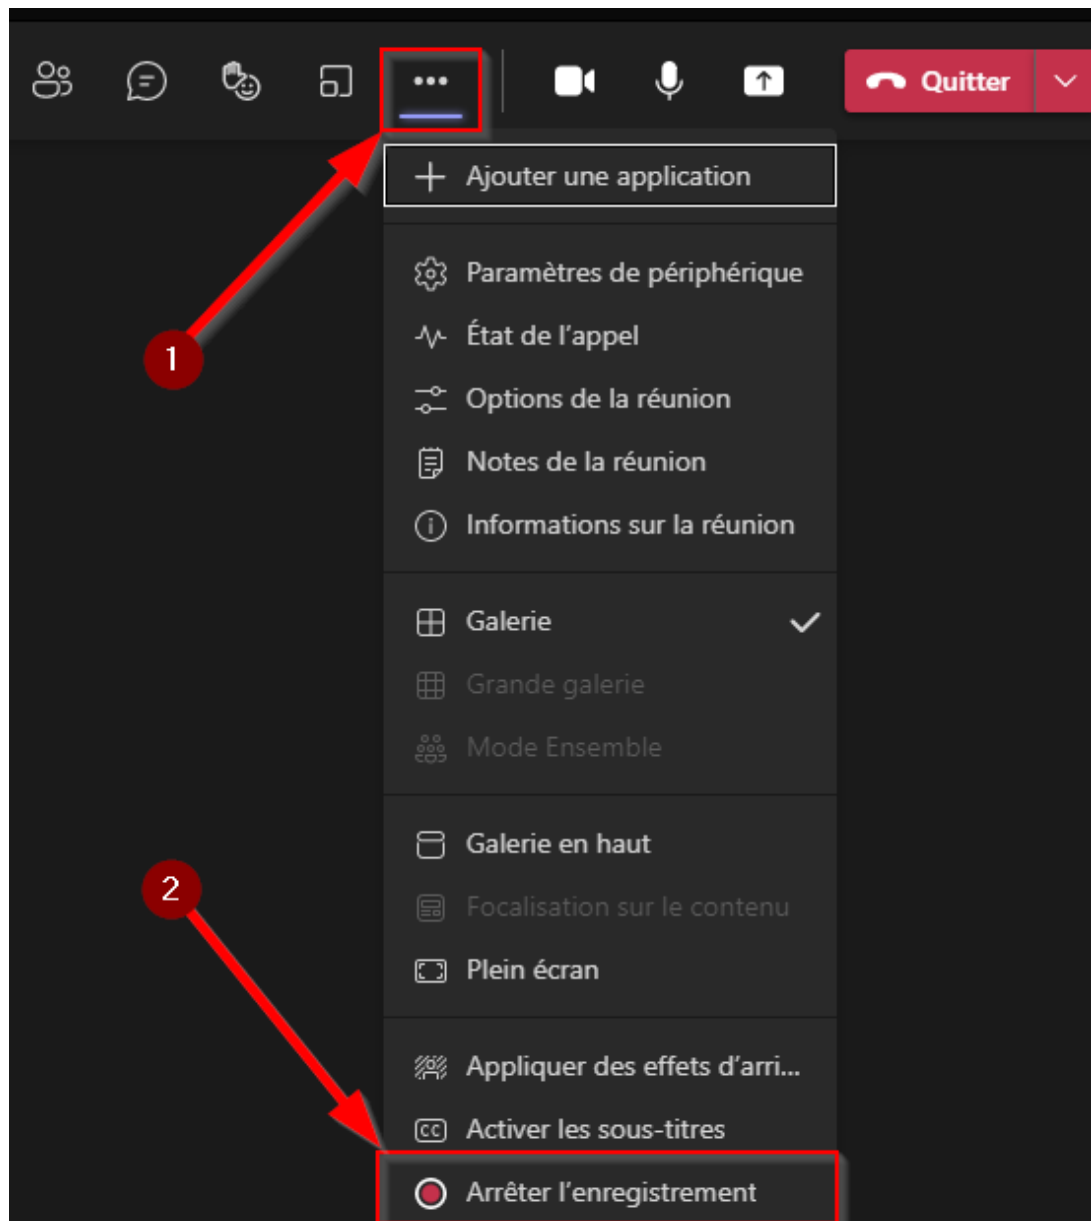 Quitter
Ajouter une application
1
Paramètres de périphérique
État de l’appel
Options de la réunion
Notes de la réunion
Informations sur la réunion
Galerie
Grande galerie
Mode Ensemble
Galerie en haut
2
Focalisation sur le contenu
Plein écran
Appliquer des effets d’arri...
CC Activer les sous-titres
Arrêter l’enregistrement